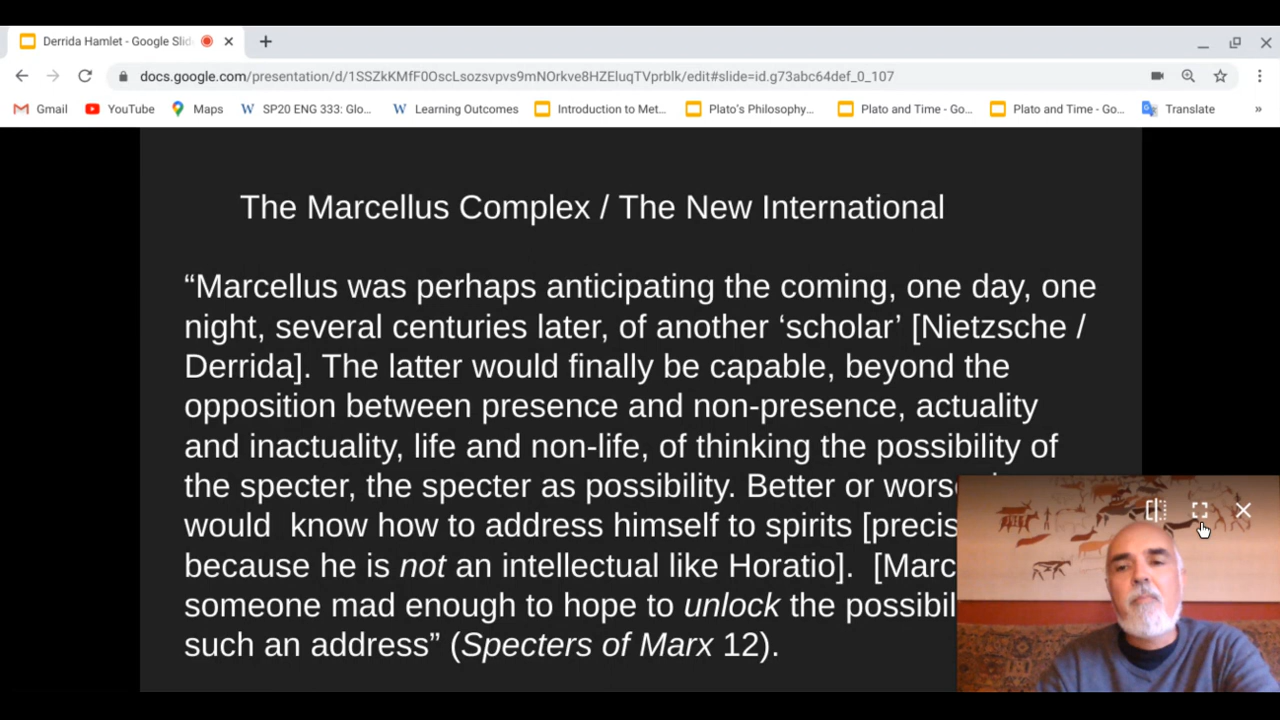 Derrida Hamlet - Google Slid
docs.google.com/presentation/d/1SSZkKMfF0OscLsozsvpvs9mNOrkve8HZEluqTVprblk/edit#slide=id.g73abc64def_0_107
Gmail YouTube Maps SP20 ENG 333: Glo... Learning Outcomes Introduction to Met... Plato's Philosophy... Plato and Time - Go... Plato and Time - Go... Translate »
The Marcellus Complex / The New International
“Marcellus was perhaps anticipating the coming, one day, one
night, several centuries later, of another ‘scholar’ [Nietzsche /
Derrida]. The latter would finally be capable, beyond the
opposition between presence and non-presence, actuality
and inactuality, life and non-life, of thinking the possibility of
the specter, the specter as possibility. Better or
would know how to address himself to spirits
because he is not an intellectual like Horatio].
someone mad enough to hope to unlock the
such an address” (Specters of Marx 12).